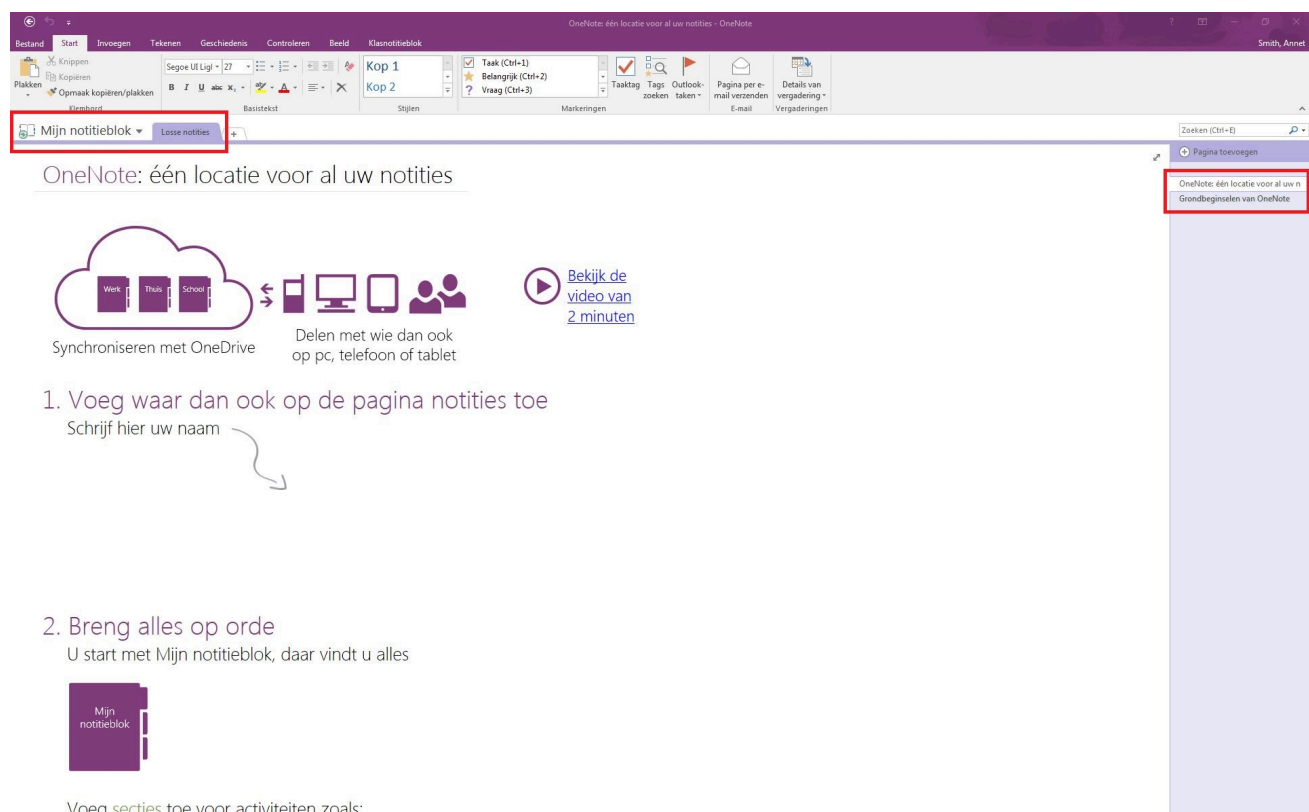 OneNote: één locatie voor al uw notities - OneNote
Bestand Start Invoegen Tekenen Geschiedenis Controleren Beeld Klasnotitieblok
Smith, Annet
Plakken
Knippen
Kopiëren
Opmaak kopiëren/plakken
Klembord
Segoe UI Ligl 27
B I U abc x,
Basistekst
Kop 1
Kop 2
Stijlen
Taak (Ctrl+1)
Belangrijk (Ctrl+2)
Vraag (Ctrl+3)
Taaktag
Tags zoeken
Outlook-taken
Markeringen
Pagina per e-mail verzenden
E-mail
Details van vergadering
Vergaderingen
Mijn notitieblok
Losse notities
+
Zoeken (Ctrl+E)
Pagina toevoegen
OneNote: één locatie voor al uw n
Grondbeginselen van OneNote
OneNote: één locatie voor al uw notities
Werk Thuis School
Synchroniseren met OneDrive
Delen met wie dan ook
op pc, telefoon of tablet
Bekijk de
video van
2 minuten
1. Voeg waar dan ook op de pagina notities toe
Schrijf hier uw naam
2. Breng alles op orde
U start met Mijn notitieblok, daar vindt u alles
Mijn
notitieblok
Voeg secties toe voor activiteiten zoals: